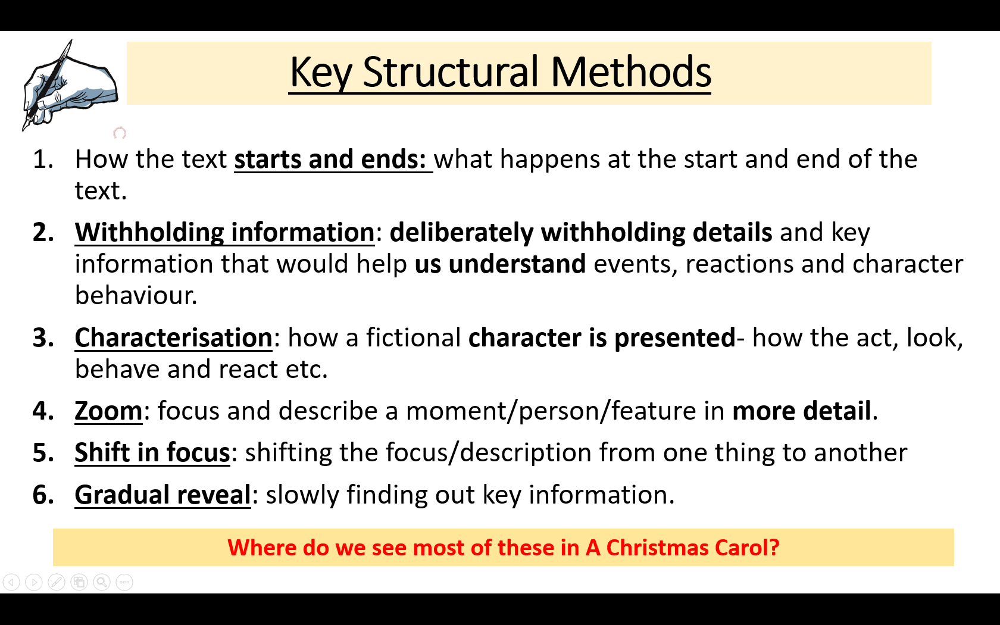 Key Structural Methods
1. How the text starts and ends: what happens at the start and end of the
text.
2. Withholding information: deliberately withholding details and key
information that would help us understand events, reactions and character
behaviour.
3. Characterisation: how a fictional character is presented- how the act, look,
behave and react etc.
4. Zoom: focus and describe a moment/person/feature in more detail.
5. Shift in focus: shifting the focus/description from one thing to another
6. Gradual reveal: slowly finding out key information.
Where do we see most of these in A Christmas Carol?